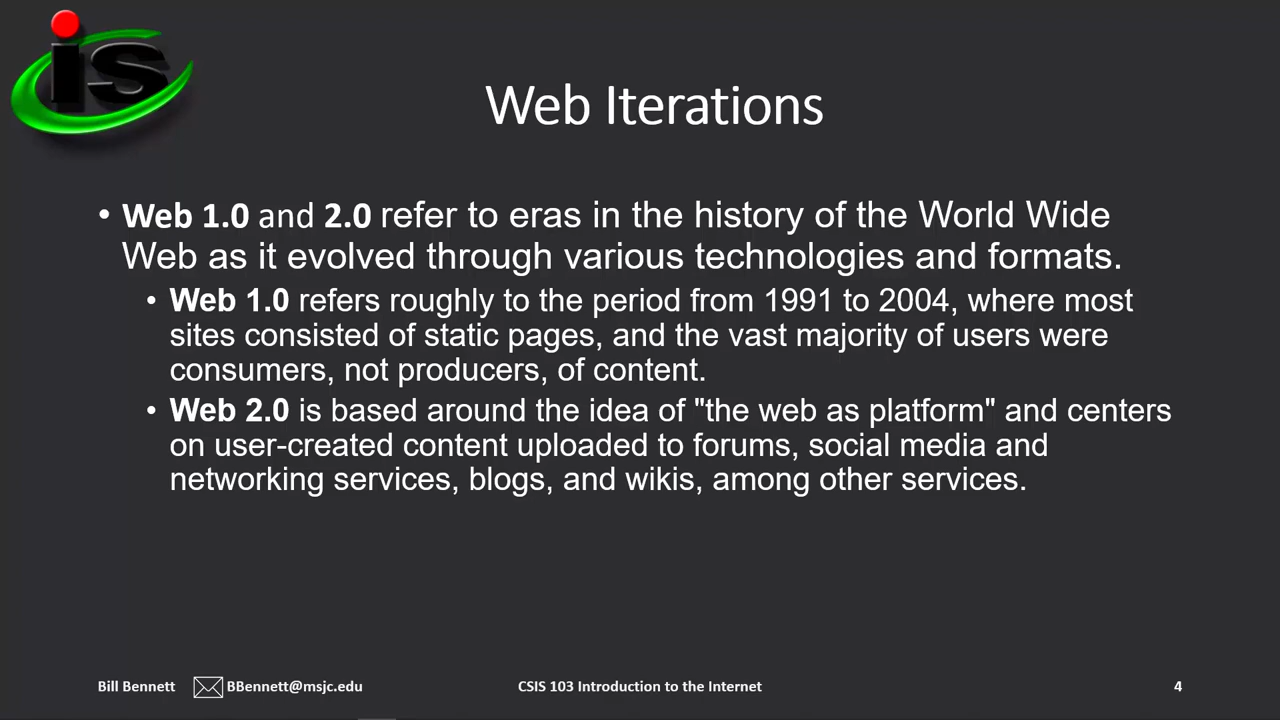 is
Web Iterations
• Web 1.0 and 2.0 refer to eras in the history of the World Wide
Web as it evolved through various technologies and formats.
• Web 1.0 refers roughly to the period from 1991 to 2004, where most
sites consisted of static pages, and the vast majority of users were
consumers, not producers, of content.
• Web 2.0 is based around the idea of "the web as platform" and centers
on user-created content uploaded to forums, social media and
networking services, blogs, and wikis, among other services.
Bill Bennett BBennett@msjc.edu CSIS 103 Introduction to the Internet 4